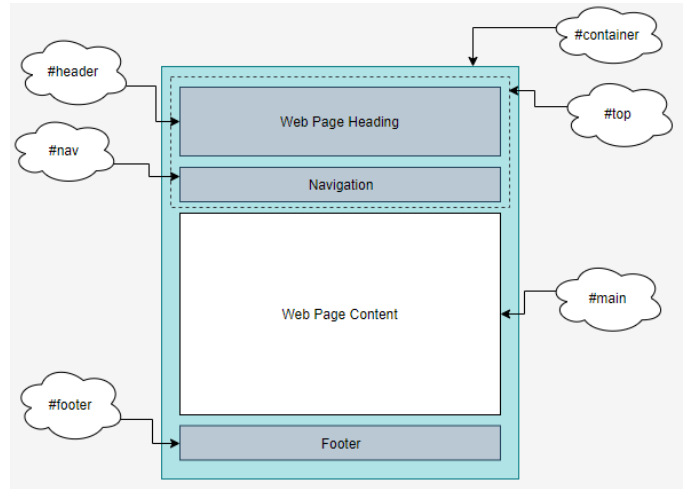 #container
#header
#top
Web Page Heading
#nav
Navigation
#main
Web Page Content
#footer
Footer